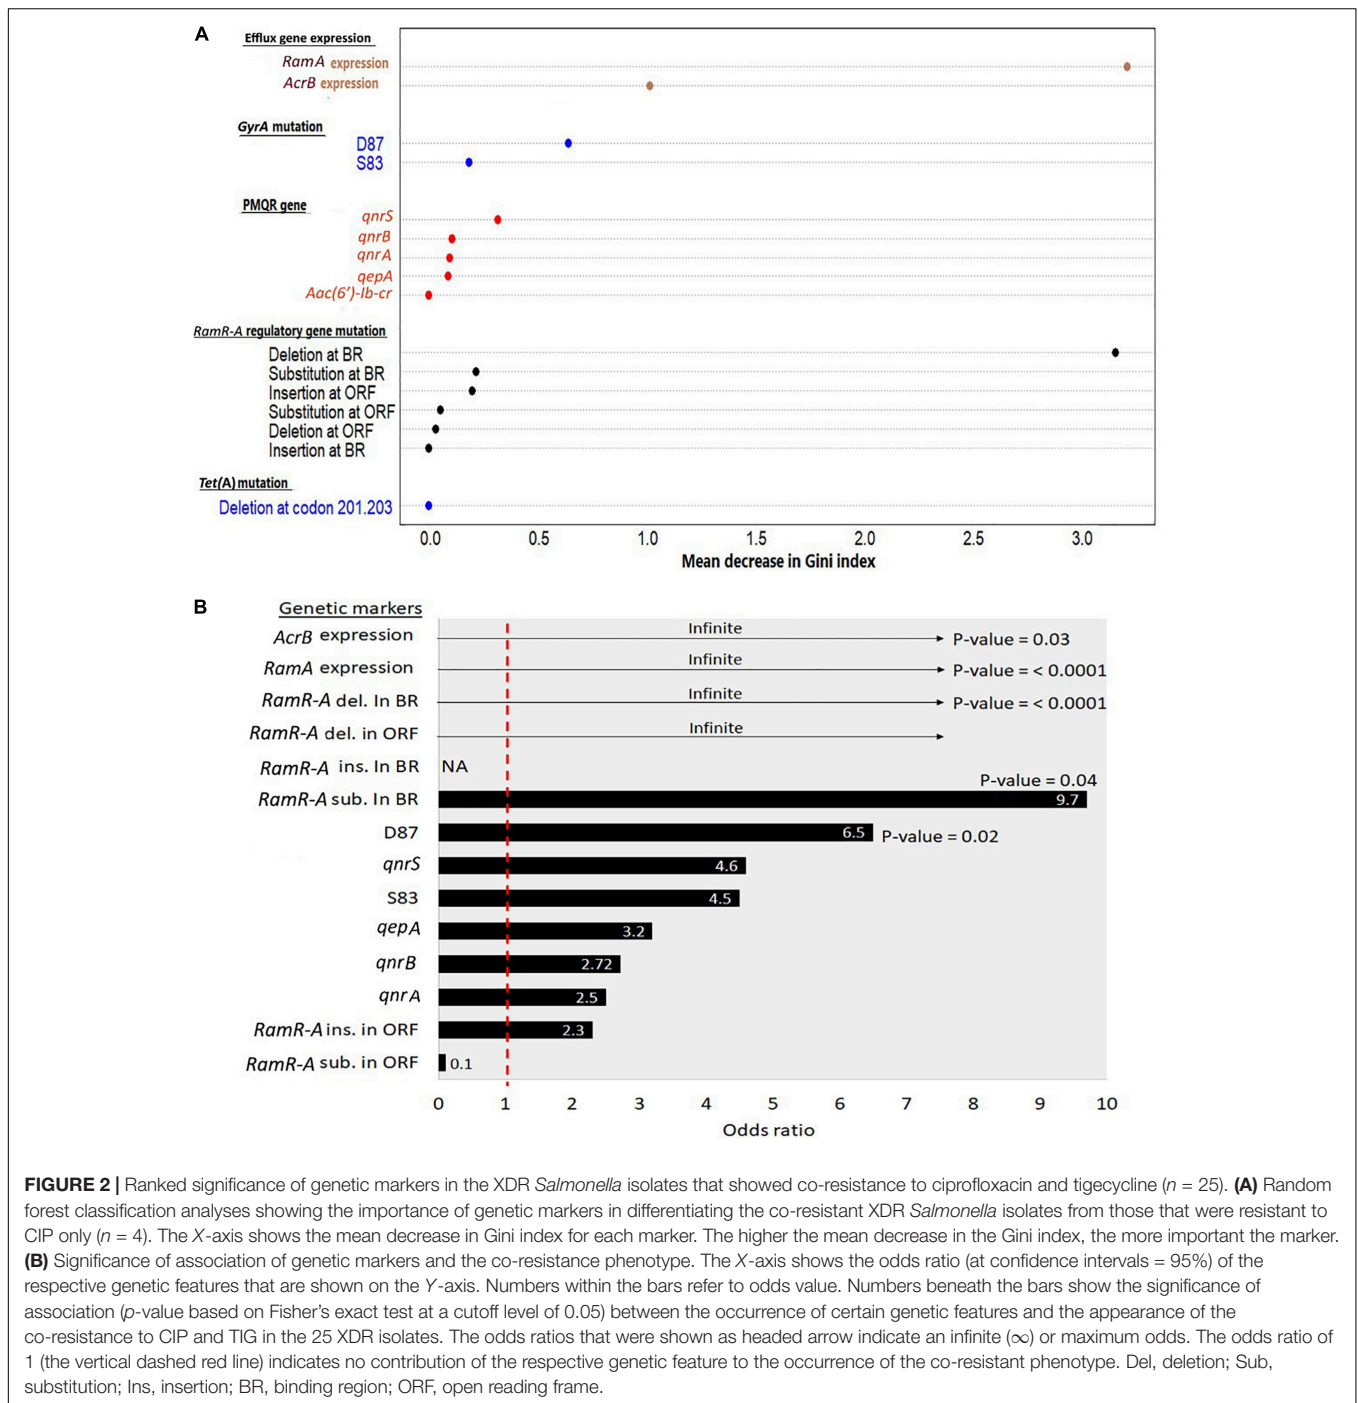 A
Efflux gene expression
RamA expression
AcrB expression
GyrA mutation
D87
S83
PMQR gene
qnrS
qnrB
qnrA
qepA
Aac(6')-Ib-cr
RamR-A regulatory gene mutation
Deletion at BR
Substitution at BR
Insertion at ORF
Substitution at ORF
Deletion at ORF
Insertion at BR
Tet(A) mutation
Deletion at codon 201.203
0.0 0.5 1.0 1.5 2.0 2.5 3.0
Mean decrease in Gini index
B
Genetic markers
AcrB expression Infinite P-value = 0.03
RamA expression Infinite P-value = < 0.0001
RamR-A del. In BR Infinite P-value = < 0.0001
RamR-A del. in ORF Infinite
RamR-A ins. In BR NA
P-value = 0.04
RamR-A sub. In BR 9.7
D87 6.5 P-value = 0.02
qnrS 4.6
S83 4.5
qepA 3.2
qnrB 2.72
qnrA 2.5
RamR-A ins. in ORF 2.3
RamR-A sub. in ORF 0.1
0 1 2 3 4 5 6 7 8 9 10
Odds ratio
FIGURE 2 | Ranked significance of genetic markers in the XDR Salmonella isolates that showed co-resistance to ciprofloxacin and tigecycline (n = 25). (A) Random
forest classification analyses showing the importance of genetic markers in differentiating the co-resistant XDR Salmonella isolates from those that were resistant to
CIP only (n = 4). The X-axis shows the mean decrease in Gini index for each marker. The higher the mean decrease in the Gini index, the more important the marker.
(B) Significance of association of genetic markers and the co-resistance phenotype. The X-axis shows the odds ratio (at confidence intervals = 95%) of the
respective genetic features that are shown on the Y-axis. Numbers within the bars refer to odds value. Numbers beneath the bars show the significance of
association (p-value based on Fisher's exact test at a cutoff level of 0.05) between the occurrence of certain genetic features and the appearance of the
co-resistance to CIP and TIG in the 25 XDR isolates. The odds ratios that were shown as headed arrow indicate an infinite (∞) or maximum odds. The odds ratio of
1 (the vertical dashed red line) indicates no contribution of the respective genetic feature to the occurrence of the co-resistant phenotype. Del, deletion; Sub,
substitution; Ins, insertion; BR, binding region; ORF, open reading frame.